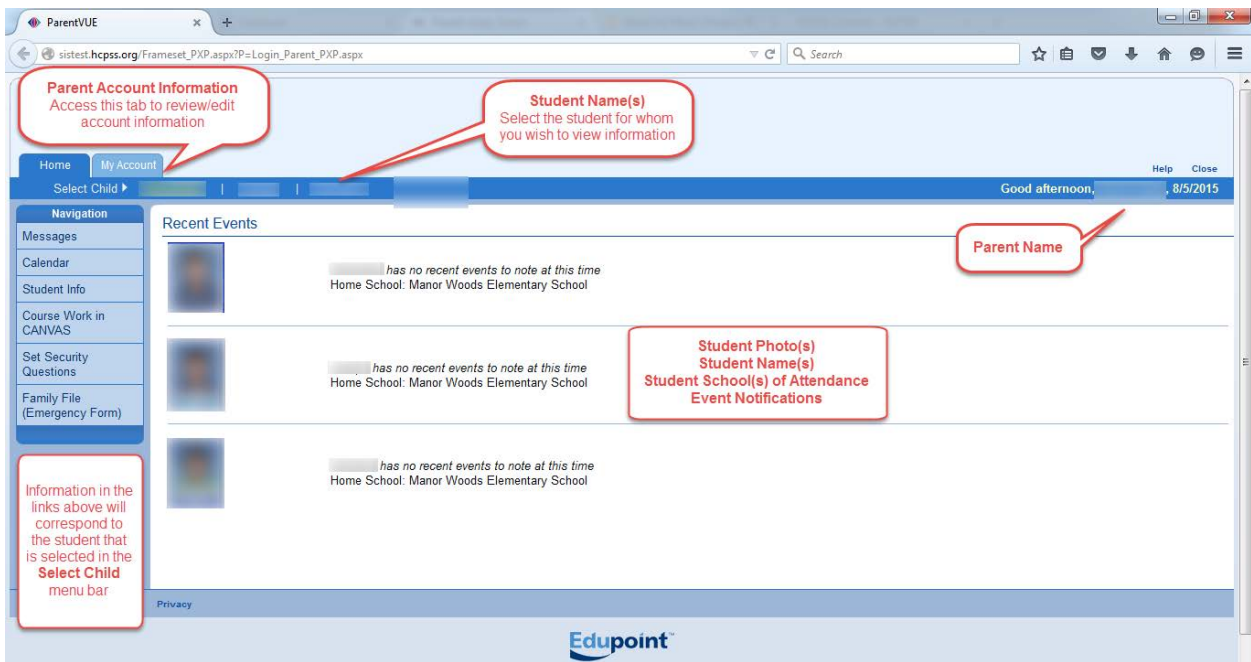 ParentVUE
sistest.hcpss.org/Frameset_PXP.aspx?P=Login_Parent_PXP.aspx
Search
Parent Account Information
Access this tab to review/edit
account information
Student Name(s)
Select the student for whom
you wish to view information
Home
My Account
Help
Close
Select Child
|
|
Good afternoon, , 8/5/2015
Parent Name
Navigation
Messages
Calendar
Student Info
Course Work in
CANVAS
Set Security
Questions
Family File
(Emergency Form)
Information in the
links above will
correspond to
the student that
is selected in the
Select Child
menu bar
Recent Events
has no recent events to note at this time
Home School: Manor Woods Elementary School
has no recent events to note at this time
Home School: Manor Woods Elementary School
has no recent events to note at this time
Home School: Manor Woods Elementary School
Student Photo(s)
Student Name(s)
Student School(s) of Attendance
Event Notifications
Privacy
Edupoint™